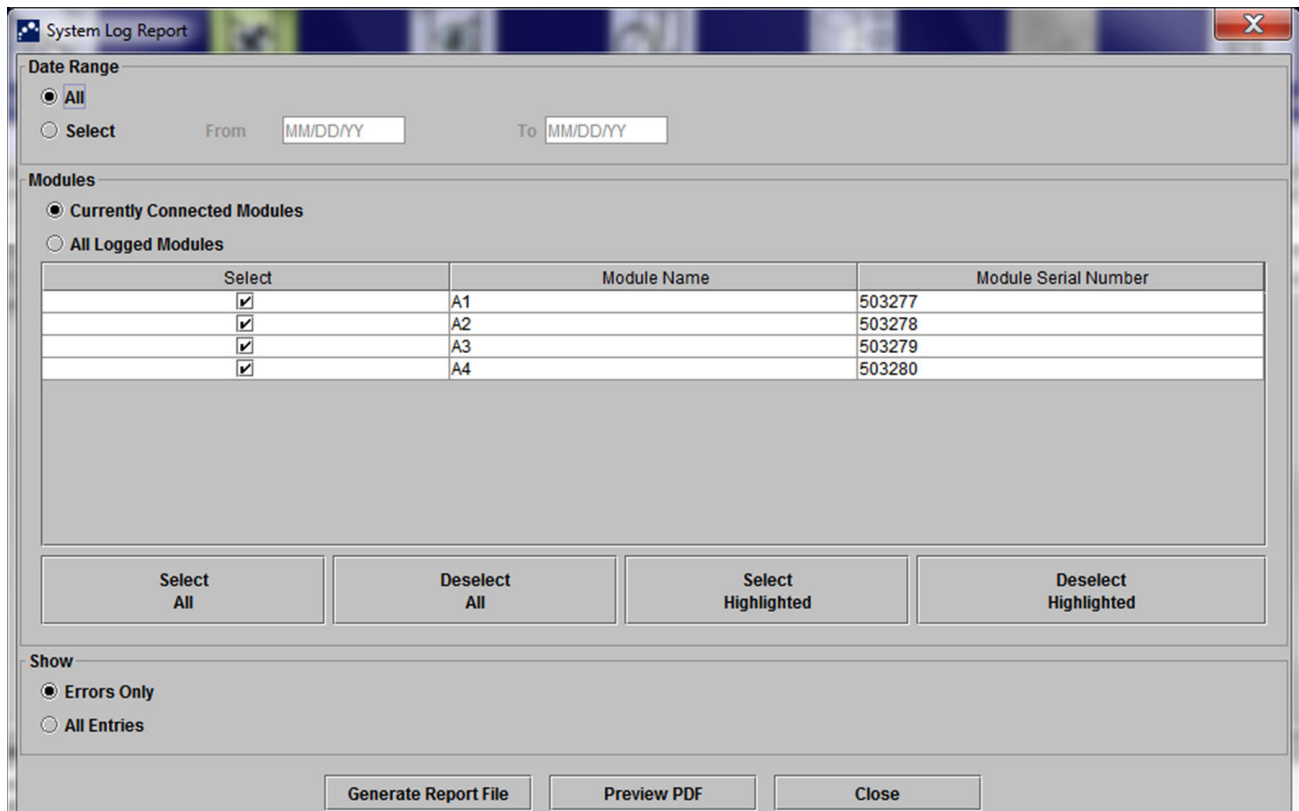 System Log Report
X
Date Range
All
Select From MM/DD/YY To MM/DD/YY
Modules
Currently Connected Modules
All Logged Modules
Select Module Name Module Serial Number
A1 503277
A2 503278
A3 503279
A4 503280
Select All Deselect All Select Highlighted Deselect Highlighted
Show
Errors Only
All Entries
Generate Report File Preview PDF Close